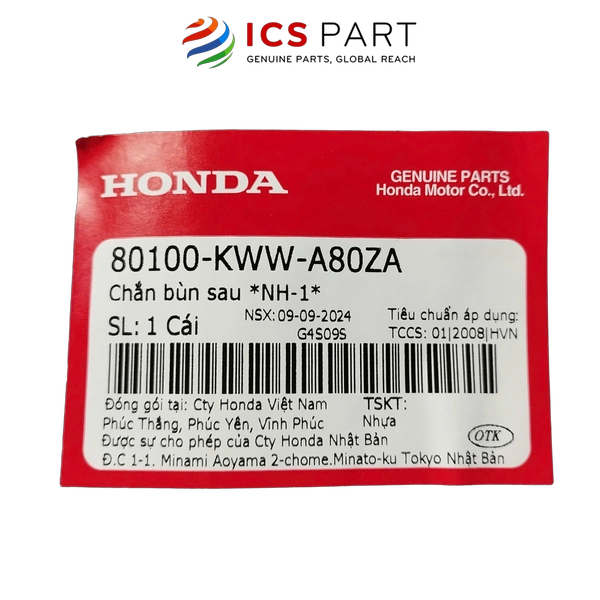 ICS PART
GENUINE PARTS, GLOBAL REACH
HONDA
GENUINE PARTS
Honda Motor Co., Ltd.
80100-KWW-A80ZA
Chắn bùn sau *NH-1*
SL: 1 Cái
NSX: 09-09-2024
G4S09S
Tiêu chuẩn áp dụng:
TCCS: 01|2008|HVN
Đóng gói tại: Cty Honda Việt Nam
Phúc Thắng, Phúc Yên, Vĩnh Phúc
TSKT:
Nhựa
Được sự cho phép của Cty Honda Nhật Bản
Đ.C 1-1. Minami Aoyama 2-chome.Minato-ku Tokyo Nhật Bản
OTK